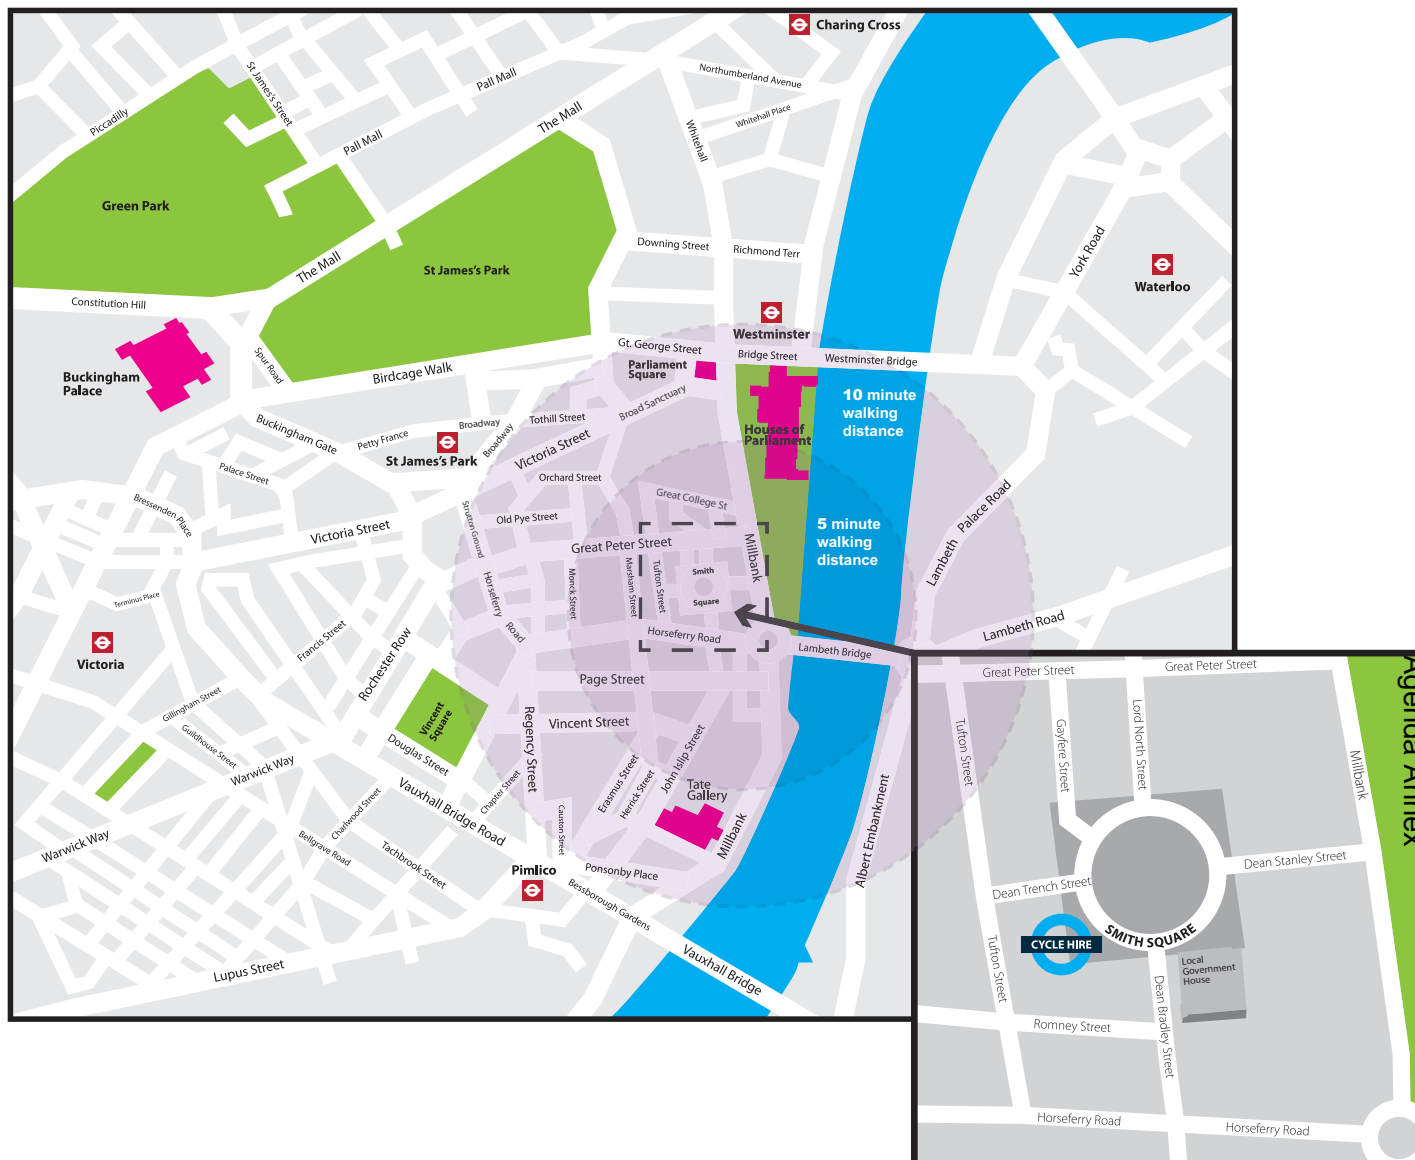 Charing Cross
Northumberland Avenue
Whitehall Place
Whitehall
Pall Mall
St James's Street
Piccadilly
Pall Mall
The Mall
Green Park
The Mall
St James's Park
Downing Street
Richmond Terr
York Road
Waterloo
Constitution Hill
Westminster
Gt. George Street
Bridge Street
Westminster Bridge
Parliament
Square
Spur Road
Birdcage Walk
Buckingham
Palace
10 minute
walking
distance
Broad Sanctuary
Tothill Street
Broadway
Broadway
Petty France
Buckingham Gate
Houses of
Parliament
Victoria Street
St James's Park
Palace Street
Orchard Street
Great College St
Bressenden Place
Strutton Ground
Old Pye Street
Victoria Street
5 minute
walking
distance
Lambeth
Palace Road
Great Peter Street
Millbank
Monck Street
Marsham Street
Tufton Street
Smith
Square
Horseferry
Road
Terminus Place
Horseferry Road
Lambeth Road
Lambeth Bridge
Victoria
Francis Street
Rochester Row
Page Street
Gillingham Street
Guildhouse Street
Vincent
Square
Regency Street
Vincent Street
Douglas Street
Warwick Way
Vauxhall Bridge Road
Chapter Street
Erasmus Street
Herrick Street
John Islip Street
Tate
Gallery
Millbank
Albert Embankment
Warwick Way
Charlwood Street
Bellgrave Road
Tachbrook Street
Causton Street
Pimlico
Ponsonby Place
Bessborough Gardens
Lupus Street
Vauxhall Bridge
Great Peter Street
Great Peter Street
Tufton Street
Gayfere Street
Lord North Street
Millbank
Agenda Annex
Dean Stanley Street
Dean Trench Street
SMITH SQUARE
CYCLE HIRE
Tufton Street
Local
Government
House
Dean Bradley Street
Romney Street
Horseferry Road
Horseferry Road